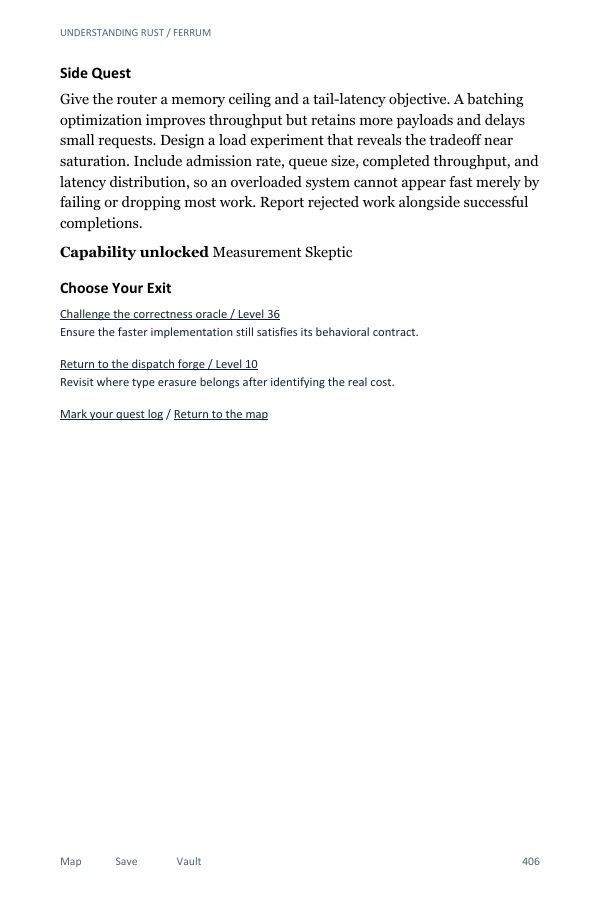 UNDERSTANDING RUST / FERRUM
Side Quest
Give the router a memory ceiling and a tail-latency objective. A batching
optimization improves throughput but retains more payloads and delays
small requests. Design a load experiment that reveals the tradeoff near
saturation. Include admission rate, queue size, completed throughput, and
latency distribution, so an overloaded system cannot appear fast merely by
failing or dropping most work. Report rejected work alongside successful
completions.
Capability unlocked Measurement Skeptic
Choose Your Exit
Challenge the correctness oracle / Level 36
Ensure the faster implementation still satisfies its behavioral contract.
Return to the dispatch forge / Level 10
Revisit where type erasure belongs after identifying the real cost.
Mark your quest log / Return to the map
Map Save Vault 406